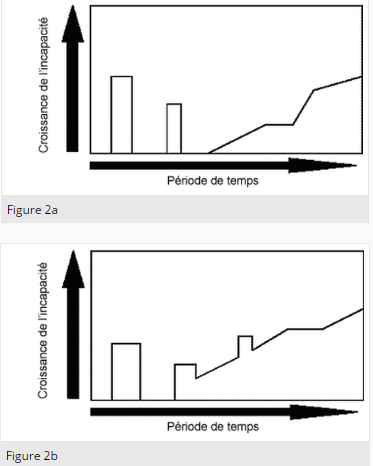 Croissance de l'incapacité
Période de temps
Figure 2a
Croissance de l'incapacité
Période de temps
Figure 2b